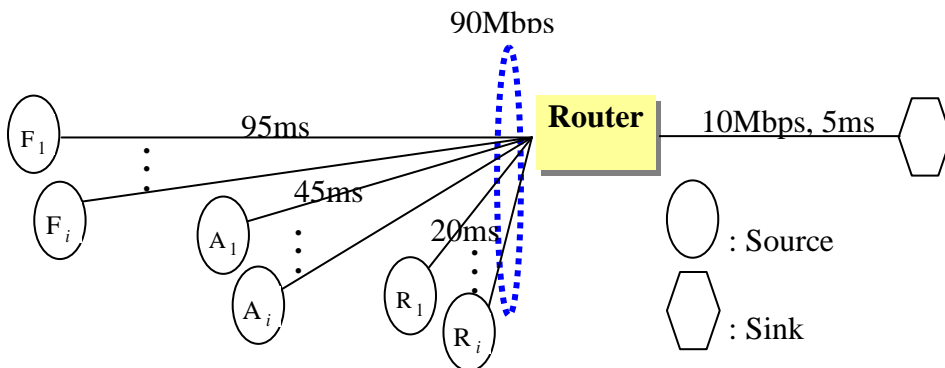 90Mbps
Router
95ms
10Mbps, 5ms
F1
45ms
Fi
A1
20ms
: Source
Ai
R1
Ri
: Sink